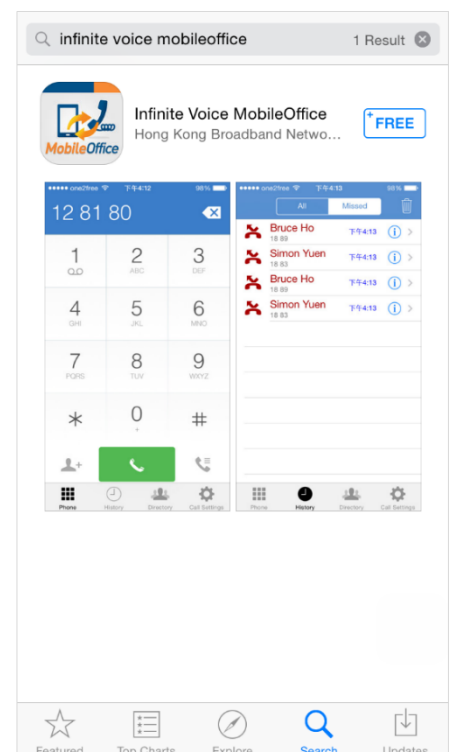 infinite voice mobileoffice
1 Result
MobileOffice
Infinite Voice MobileOffice
Hong Kong Broadband Netwo...
+FREE
one2free 下午4:12 98%
12 81 80
1
2 ABC
3 DEF
4 GHI
5 JKL
6 MNO
7 PQRS
8 TUV
9 WXYZ
*
0 +
#
Phone History Directory Call Settings
one2free 下午4:13 98%
All Missed
Bruce Ho 下午4:13
18 89
Simon Yuen 下午4:13
18 83
Bruce Ho 下午4:13
18 89
Simon Yuen 下午4:13
18 83
Phone History Directory Call Settings
Featured Top Charts Explore Search Updates